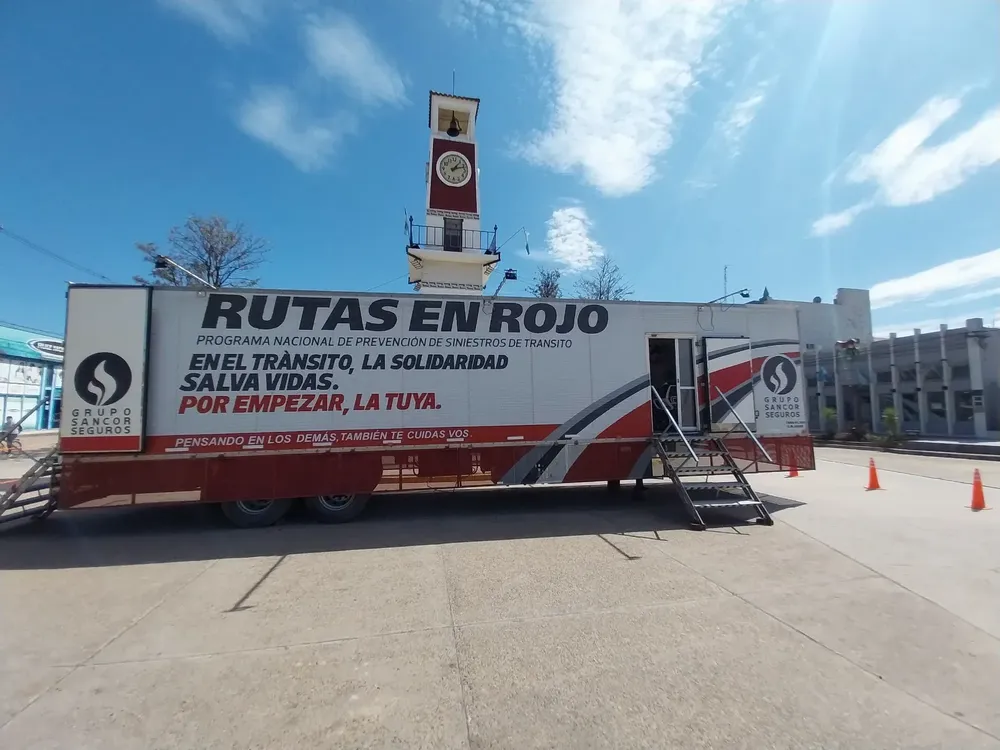 RUTAS EN ROJO
PROGRAMA NACIONAL DE PREVENCIÓN DE SINIESTROS DE TRANSITO
EN EL TRÀNSITO, LA SOLIDARIDAD
SALVA VIDAS.
POR EMPEZAR, LA TUYA.
PENSANDO EN LOS DEMÁS, TAMBIÉN TE CUIDAS VOS.
GRUPO
SANCOR
SEGUROS
GRUPO
SANCOR
SEGUROS